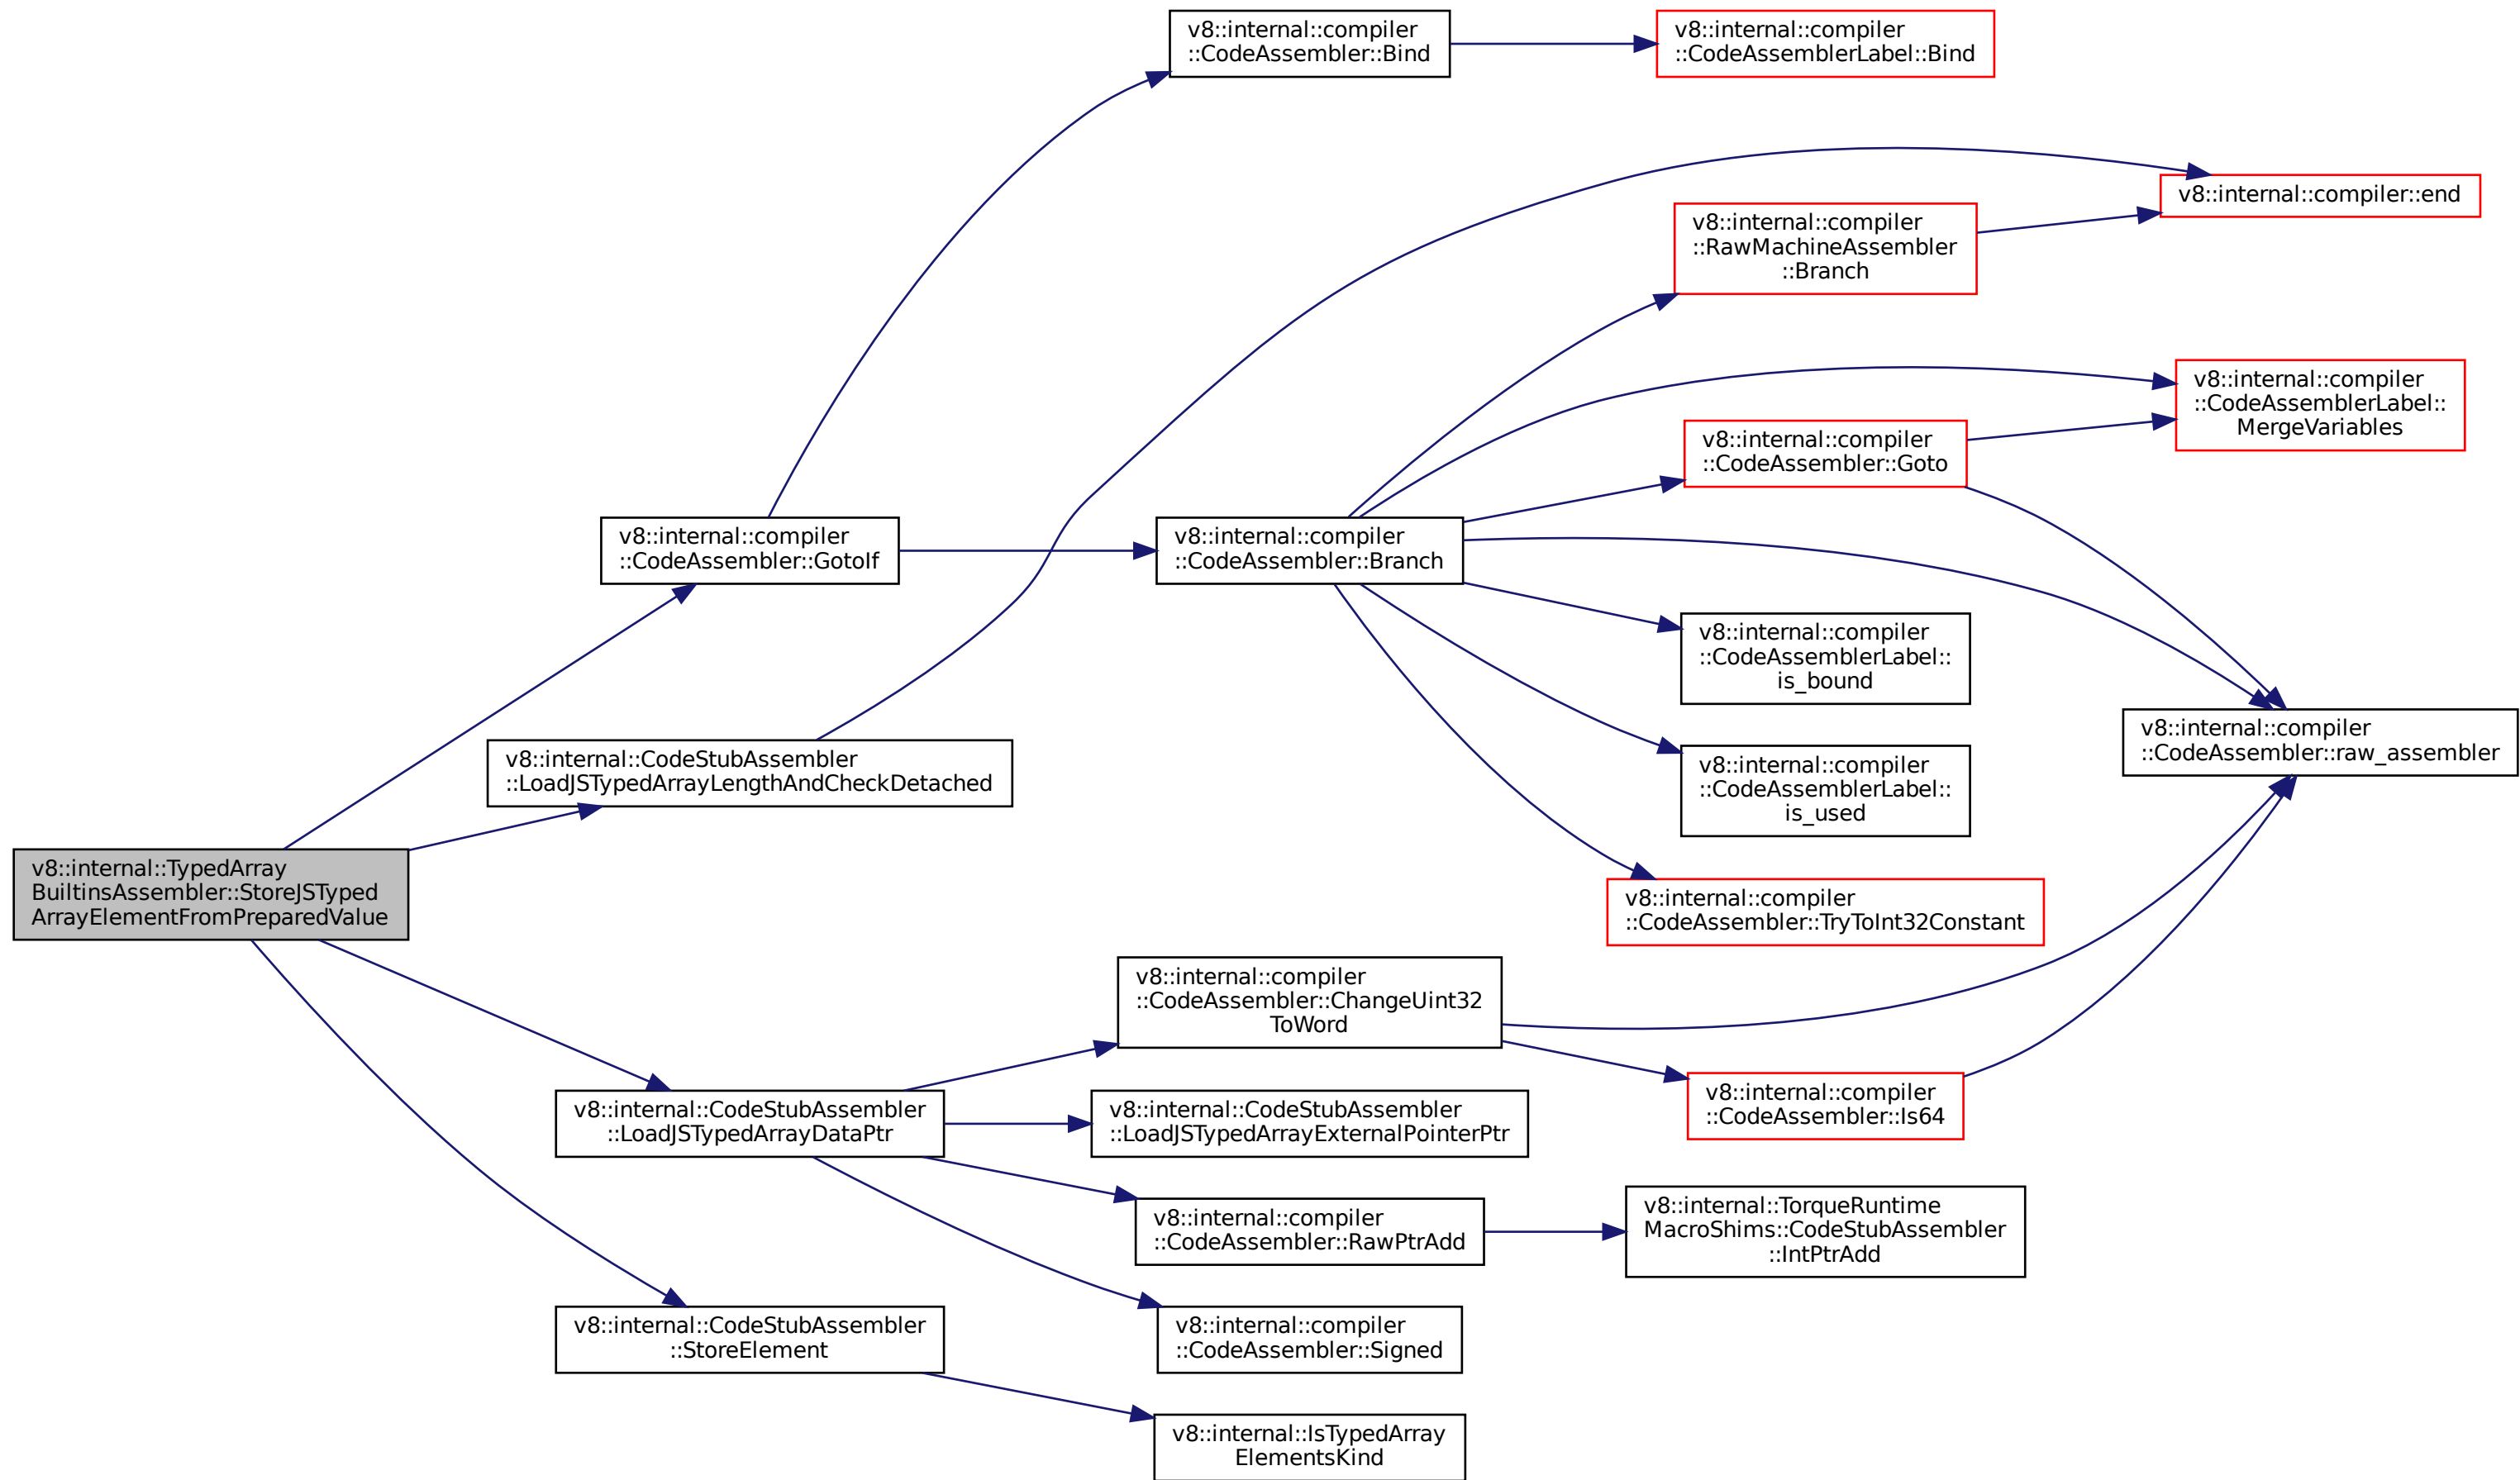 v8::internal::compiler
::CodeAssembler::Bind
v8::internal::compiler
::CodeAssemblerLabel::Bind
v8::internal::compiler::end
v8::internal::compiler
::RawMachineAssembler
::Branch
v8::internal::compiler
::CodeAssemblerLabel::
MergeVariables
v8::internal::compiler
::CodeAssembler::Goto
v8::internal::compiler
::CodeAssembler::GotoIf
v8::internal::compiler
::CodeAssembler::Branch
v8::internal::compiler
::CodeAssemblerLabel::
is_bound
v8::internal::compiler
::CodeAssembler::raw_assembler
v8::internal::CodeStubAssembler
::LoadJSTypedArrayLengthAndCheckDetached
v8::internal::compiler
::CodeAssemblerLabel::
is_used
v8::internal::TypedArray
BuiltinsAssembler::StoreJSTyped
ArrayElementFromPreparedValue
v8::internal::compiler
::CodeAssembler::TryToInt32Constant
v8::internal::compiler
::CodeAssembler::ChangeUint32
ToWord
v8::internal::CodeStubAssembler
::LoadJSTypedArrayDataPtr
v8::internal::CodeStubAssembler
::LoadJSTypedArrayExternalPointerPtr
v8::internal::compiler
::CodeAssembler::Is64
v8::internal::compiler
::CodeAssembler::RawPtrAdd
v8::internal::TorqueRuntime
MacroShims::CodeStubAssembler
::IntPtrAdd
v8::internal::CodeStubAssembler
::StoreElement
v8::internal::compiler
::CodeAssembler::Signed
v8::internal::IsTypedArray
ElementsKind